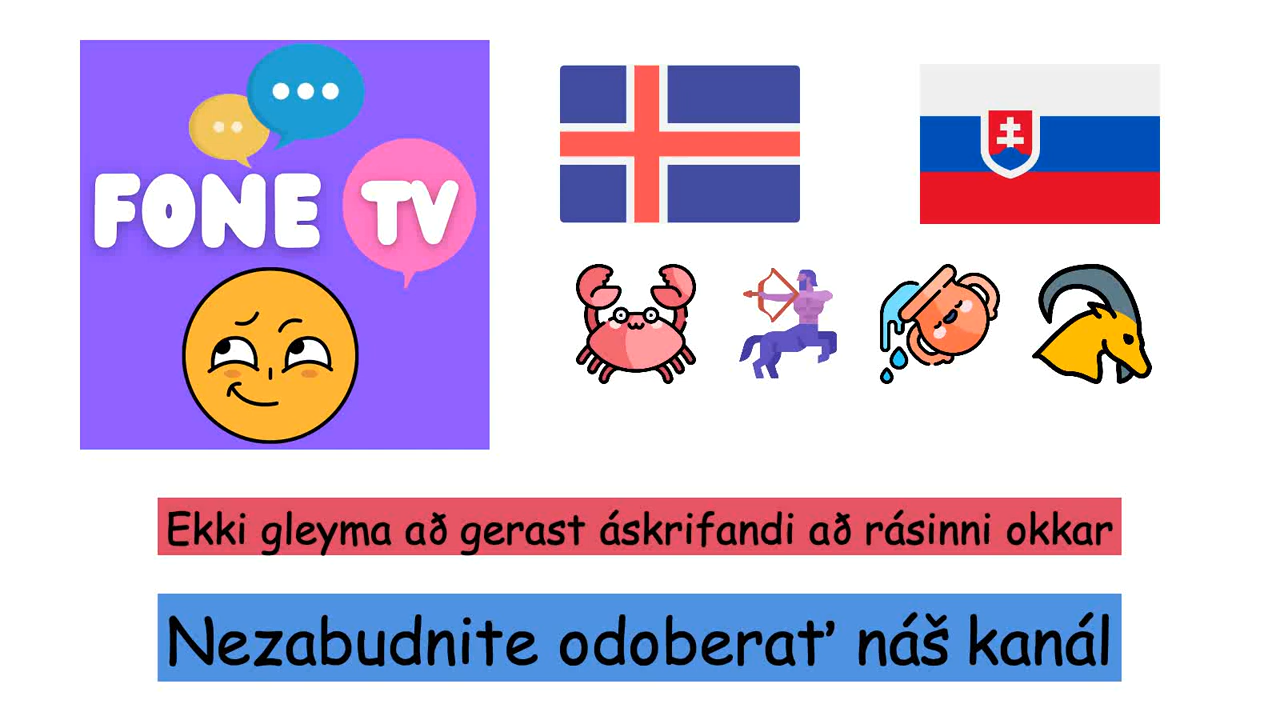 FONE TV
Ekki gleyma að gerast áskrifandi að rásinni okkar
Nezabudnite odoberať náš kanál